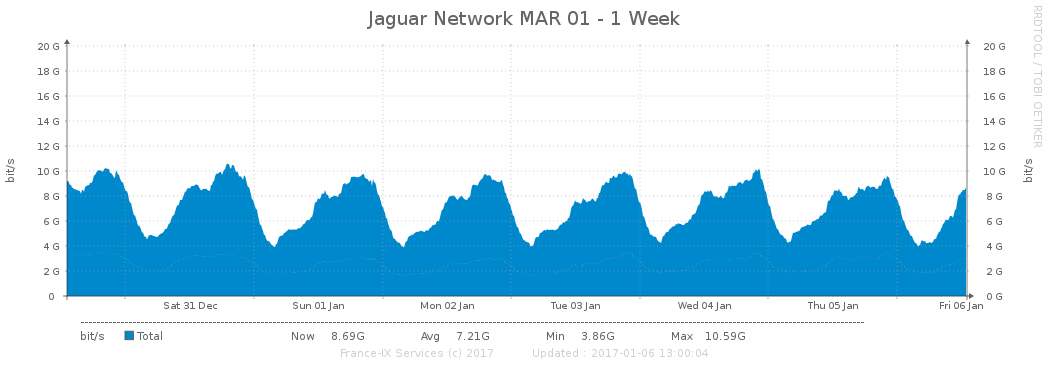 Jaguar Network MAR 01 - 1 Week
RRDTOOL / TOBI OETIKER
bit/s
bit/s
20 G 20 G
18 G 18 G
16 G 16 G
14 G 14 G
12 G 12 G
10 G 10 G
8 G 8 G
6 G 6 G
4 G 4 G
2 G 2 G
0 0 G
Sat 31 Dec Sun 01 Jan Mon 02 Jan Tue 03 Jan Wed 04 Jan Thu 05 Jan Fri 06 Jan
bit/s Total Now 8.69G Avg 7.21G Min 3.86G Max 10.59G
France-IX Services (c) 2017 Updated : 2017-01-06 13:00:04